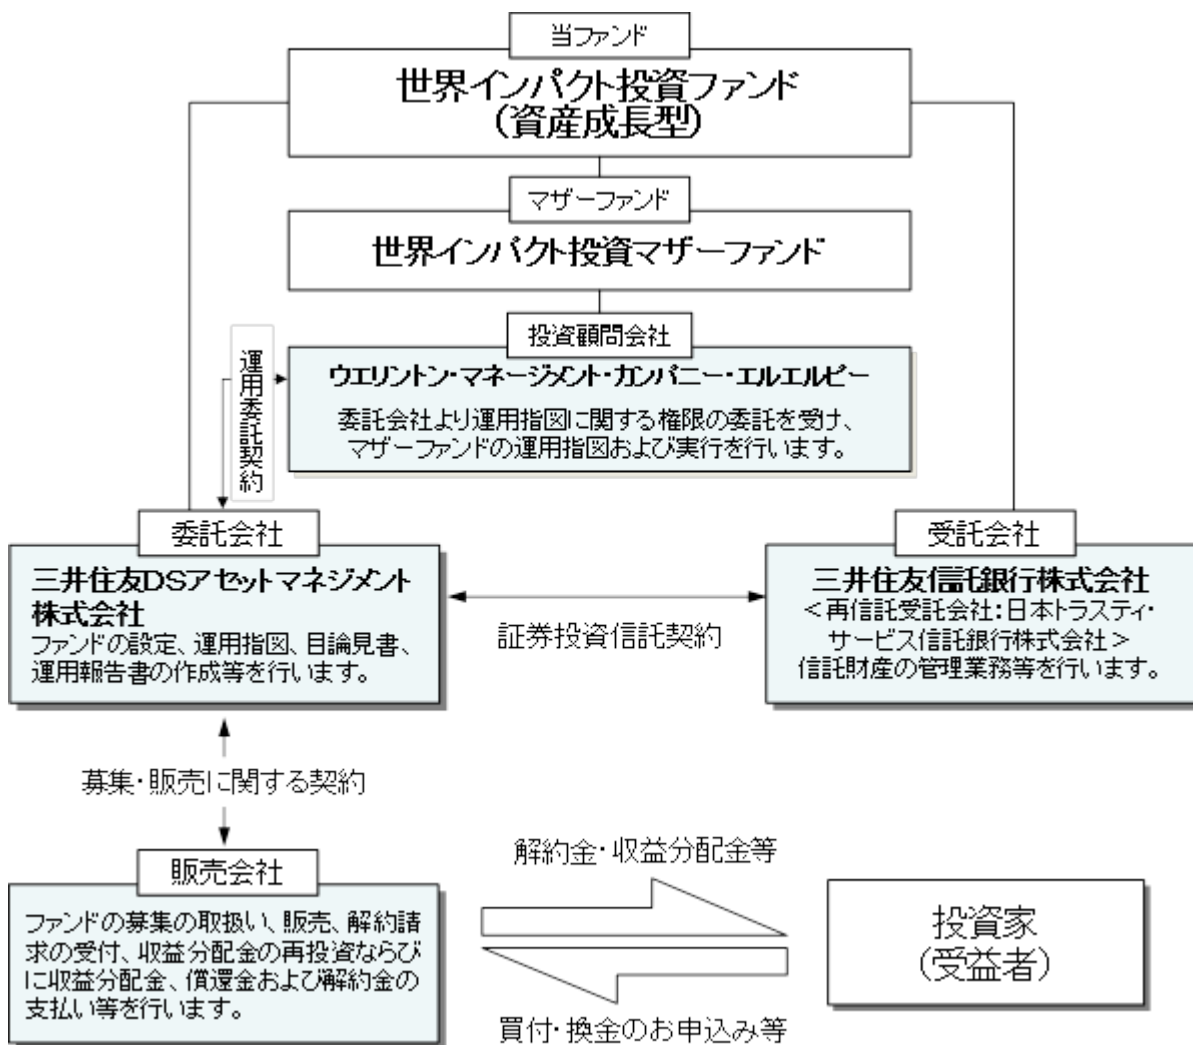 当ファンド
世界インパクト投資ファンド
（資産成長型）
マザーファンド
世界インパクト投資マザーファンド
投資顧問会社
ウエリントン・マネージメント・カンパニー・エルエルピー
委託会社より運用指図に関する権限の委託を受け、
マザーファンドの運用指図および実行を行います。
運用委託契約
委託会社
三井住友DSアセットマネジメント
株式会社
ファンドの設定、運用指図、目論見書、
運用報告書の作成等を行います。
証券投資信託契約
受託会社
三井住友信託銀行株式会社
＜再信託受託会社：日本トラスティ・
サービス信託銀行株式会社＞
信託財産の管理業務等を行います。
募集・販売に関する契約
販売会社
ファンドの募集の取扱い、販売、解約請
求の受付、収益分配金の再投資ならび
に収益分配金、償還金および解約金の
支払い等を行います。
解約金・収益分配金等
買付・換金のお申込み等
投資家
（受益者）